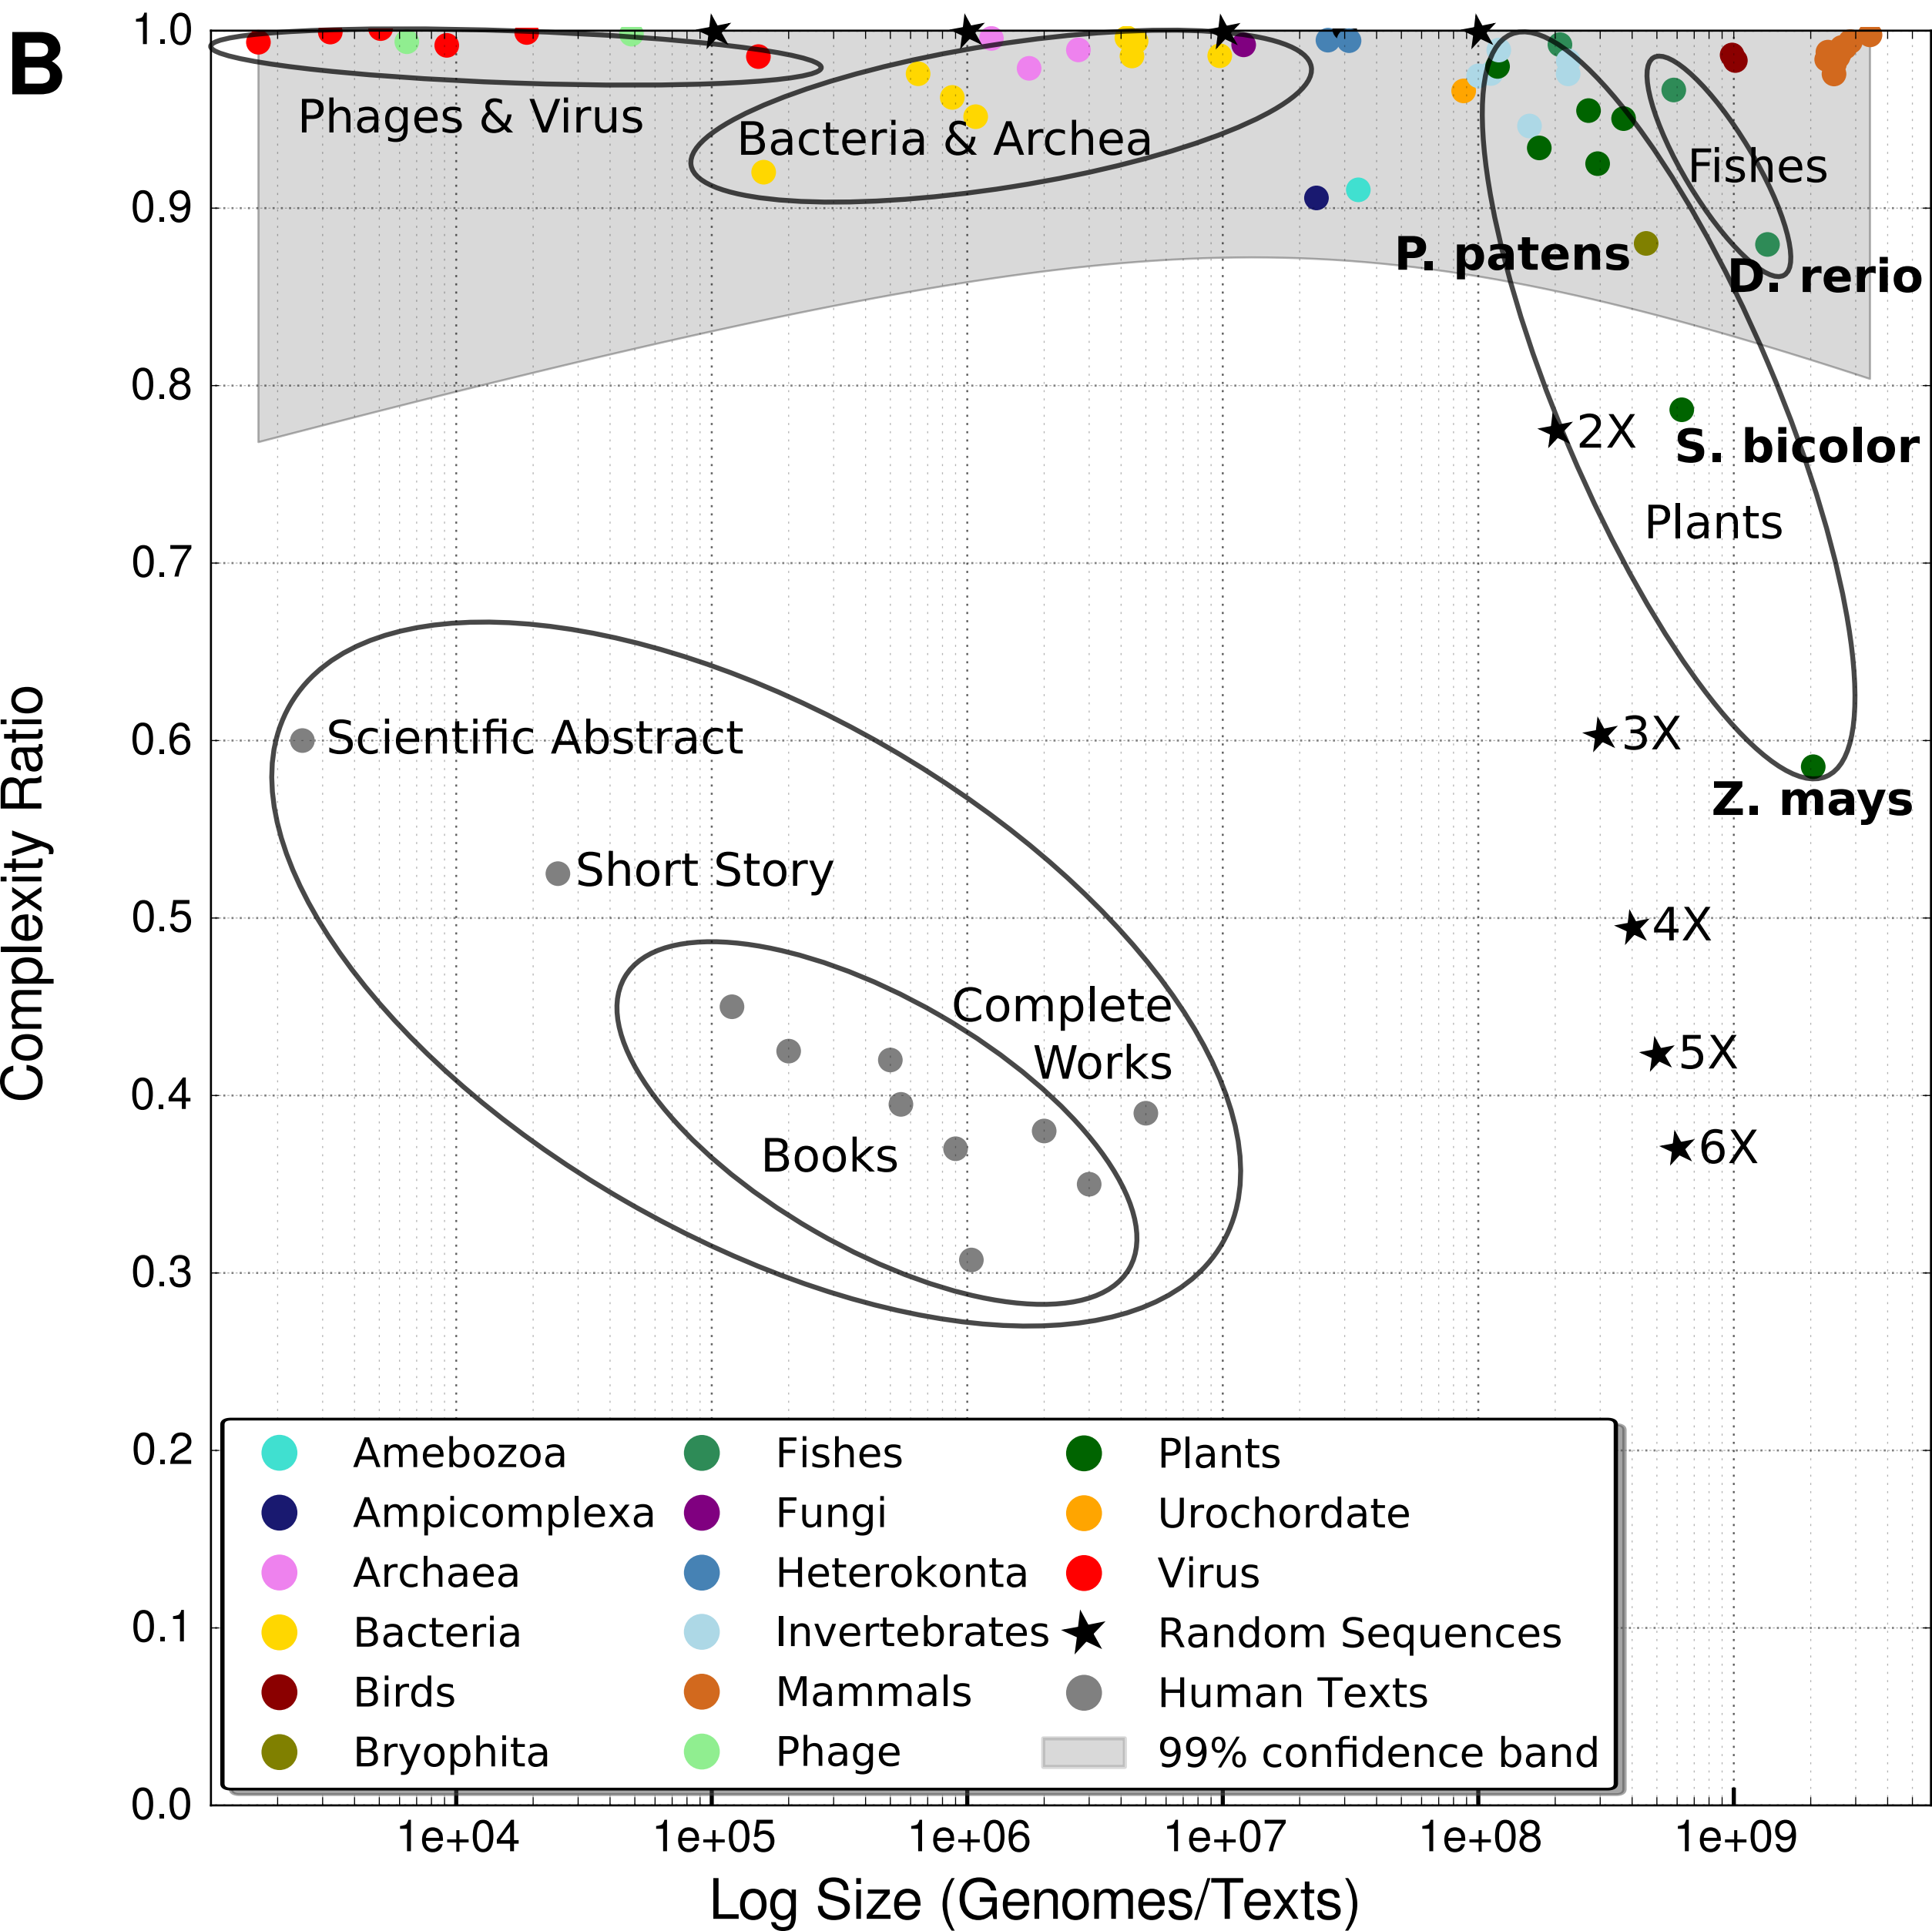 B
1.0
0.9
0.8
0.7
0.6
0.5
0.4
0.3
0.2
0.1
0.0
Complexity Ratio
Phages & Virus
Bacteria & Archea
Fishes
P. patens
D. rerio
2X
S. bicolor
Plants
3X
Scientific Abstract
Z. mays
Short Story
4X
Complete
Works
5X
Books
6X
Amebozoa
Ampicomplexa
Archaea
Bacteria
Birds
Bryophita
Fishes
Fungi
Heterokonta
Invertebrates
Mammals
Phage
Plants
Urochordate
Virus
Random Sequences
Human Texts
99% confidence band
1e+04 1e+05 1e+06 1e+07 1e+08 1e+09
Log Size (Genomes/Texts)